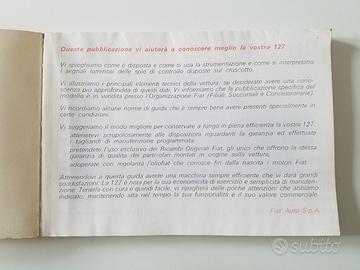 Questa pubblicazione vi aiuterà a conoscere meglio la vostra 127
Vi spieghiamo come è disposta e come si usa la strumentazione e come si interpretano
i segnali luminosi delle spie di controllo disposte sul cruscotto.
Vi illustriamo i principali elementi tecnici della vettura: se desiderate avere una cono-
scenza più approfondita di questi dati, Vi informiamo che la pubblicazione specifica del
modello è in vendita presso l'Organizzazione Fiat (Filiali, Succursali e Concessionarie).
Vi ricordiamo alcune norme di guida che è sempre bene avere presenti specialmente in
certe condizioni.
Vi suggeriamo il modo migliore per conservare a lungo in piena efficienza la vostra 127:
attenetevi scrupolosamente alle disposizioni riguardanti la garanzia ed effettuate
i tagliandi di manutenzione programmata.
pretendete l'uso esclusivo dei Ricambi Originali Fiat, gli unici che offrono la stessa
garanzia di qualità dei particolari montati in origine sulla vettura,
adoperate con regolarità l'oliofiat che conosce fin dalla nascita i motori Fiat.
Attenendovi a questa guida avrete una macchina sempre efficiente che vi darà grandi
soddisfazioni. La 127 è nota per la sua economicità di esercizio e semplicità di manuten-
zione. Tenerla con cura è quindi facile: vi ripagherà delle poche attenzioni che abbiamo
indicato, mantenendo alta nel tempo la sua funzionalità e il suo valore commerciale.
Fiat Auto S.p.A.
subito